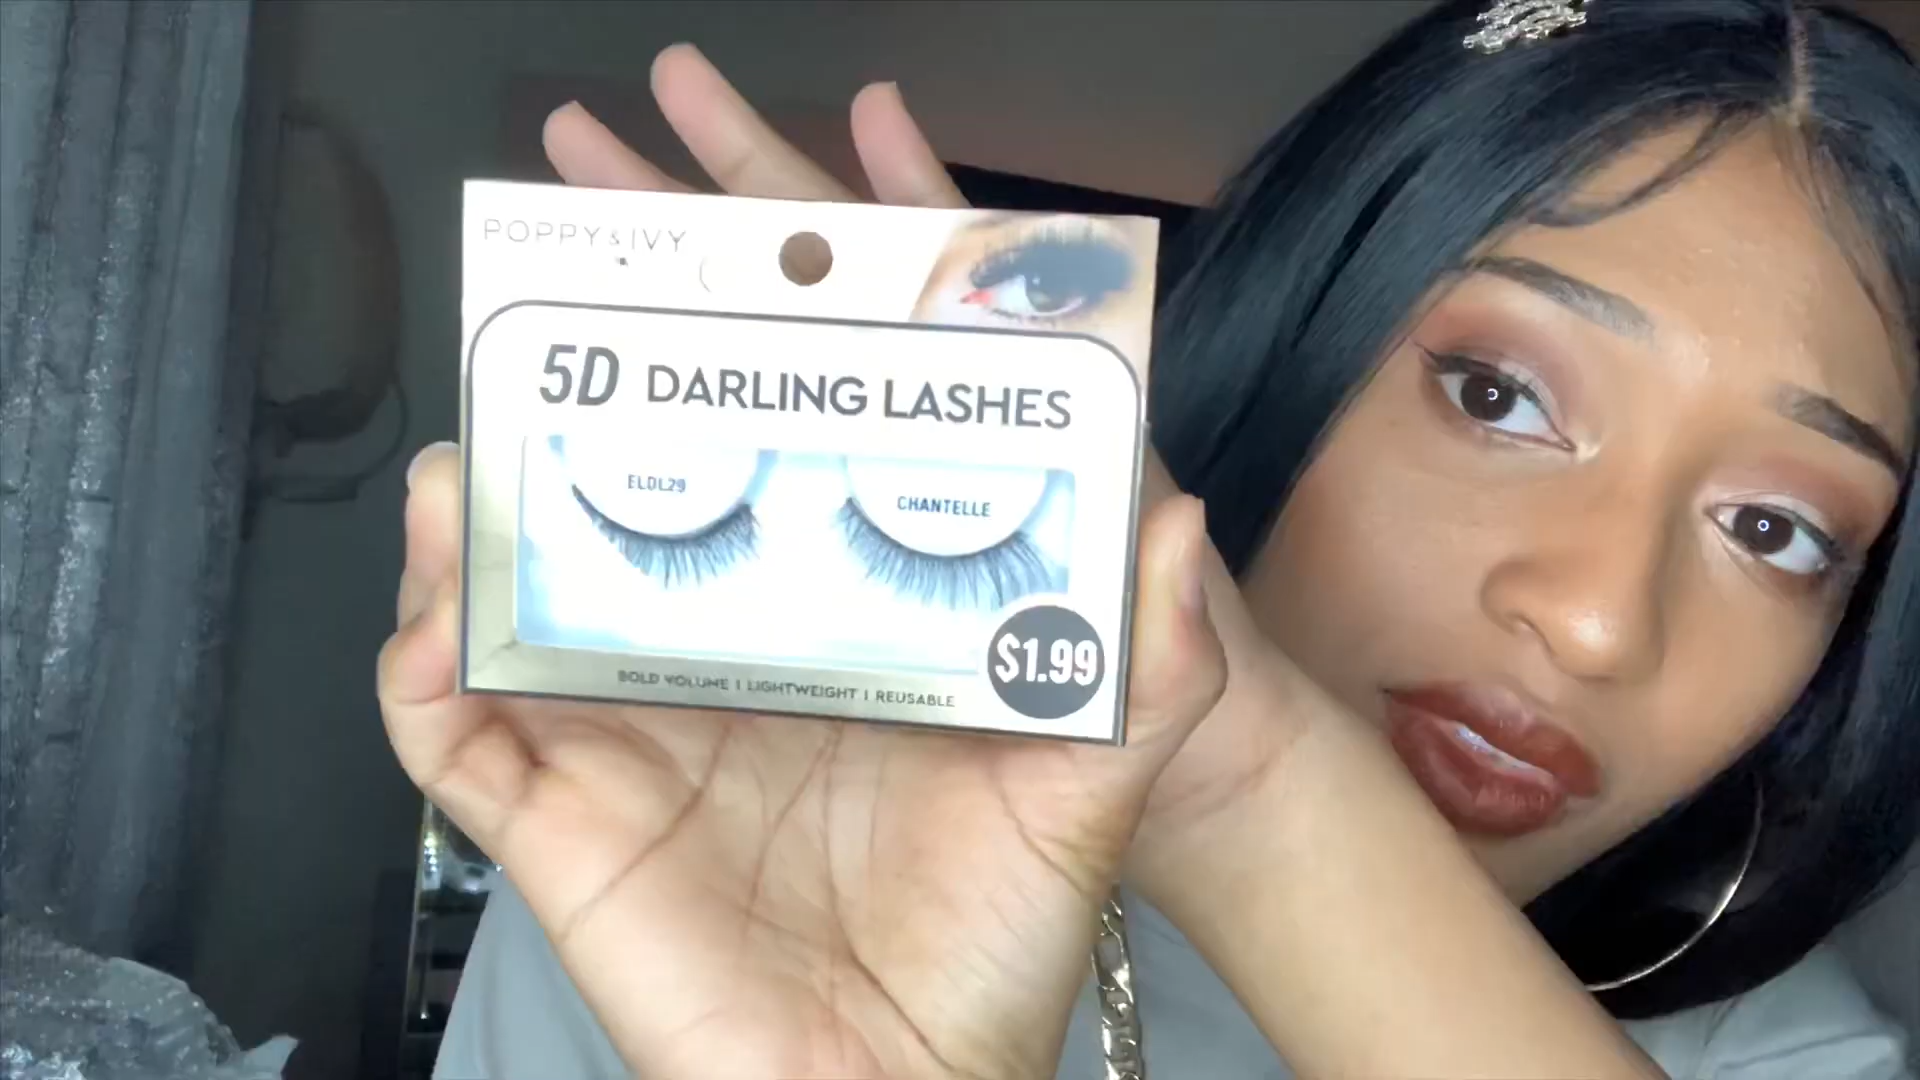 POPPY & IVY
5D DARLING LASHES
ELDL29
CHANTELLE
$1.99
BOLD VOLUME | LIGHTWEIGHT | REUSABLE